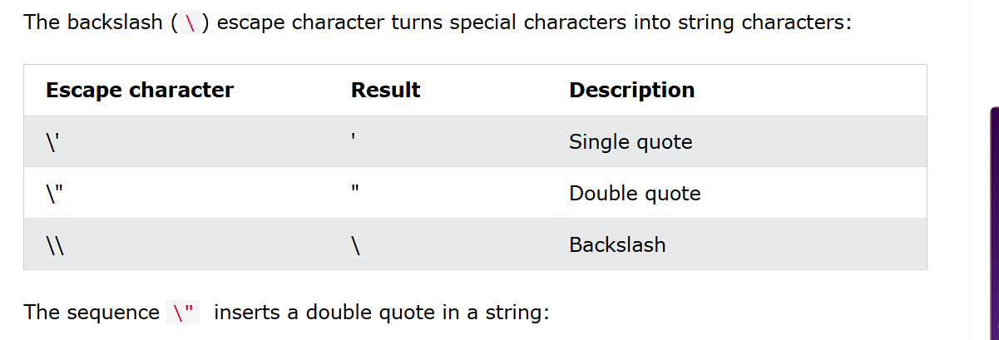 The backslash ( \ ) escape character turns special characters into string characters:
Escape character Result Description
\' ' Single quote
\" " Double quote
\\ \ Backslash
The sequence \" inserts a double quote in a string: